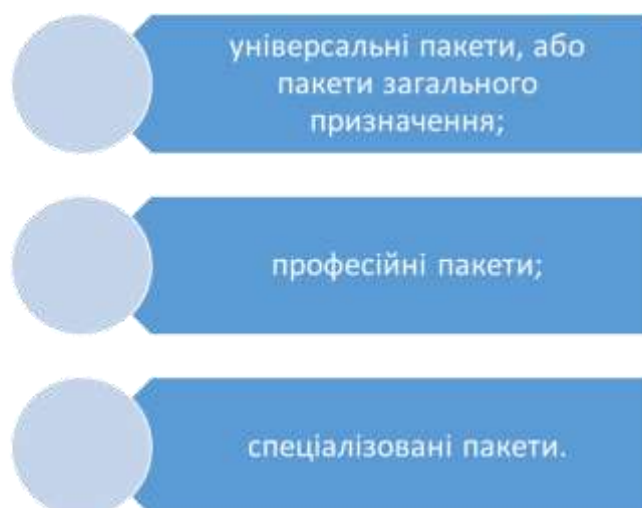 універсальні пакети, або
пакети загального
призначення;
професійні пакети;
спеціалізовані пакети.